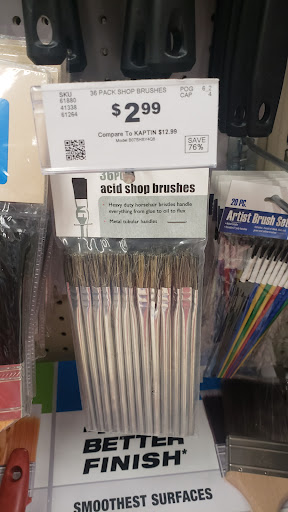 SKU
61880
41338
61264
36 PACK SHOP BRUSHES
POG
CAP
$2.99
Compare To KAPTIN $12.99
SAVE
76%
36PC
acid shop brushes
• Heavy duty horsehair bristles handle
everything from glue to oil to flux
• Metal tubular handles
20 PC.
Artist Brush Set
BETTER
FINISH*
SMOOTHEST SURFACES